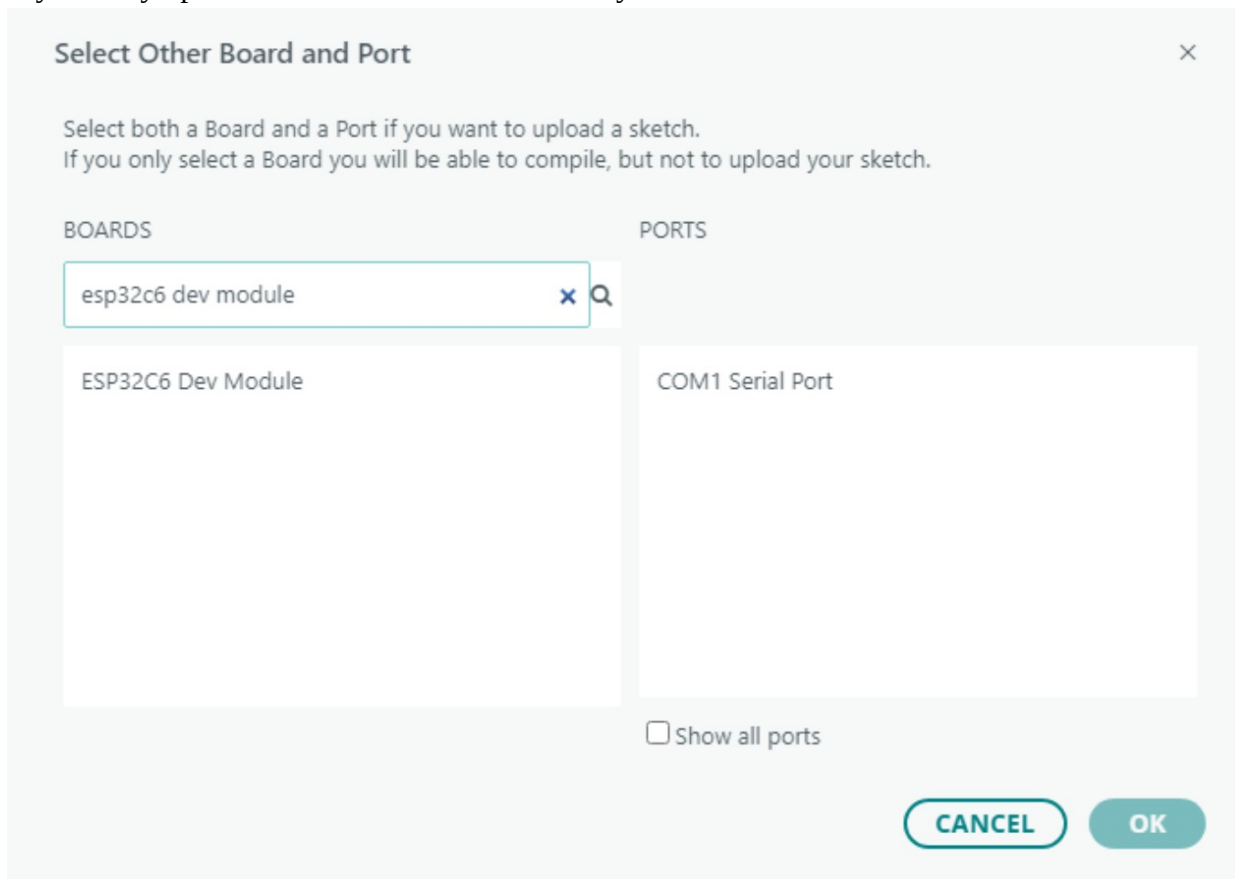 Select Other Board and Port
Select both a Board and a Port if you want to upload a sketch.
If you only select a Board you will be able to compile, but not to upload your sketch.
BOARDS
PORTS
esp32c6 dev module
ESP32C6 Dev Module
COM1 Serial Port
Show all ports
CANCEL
OK